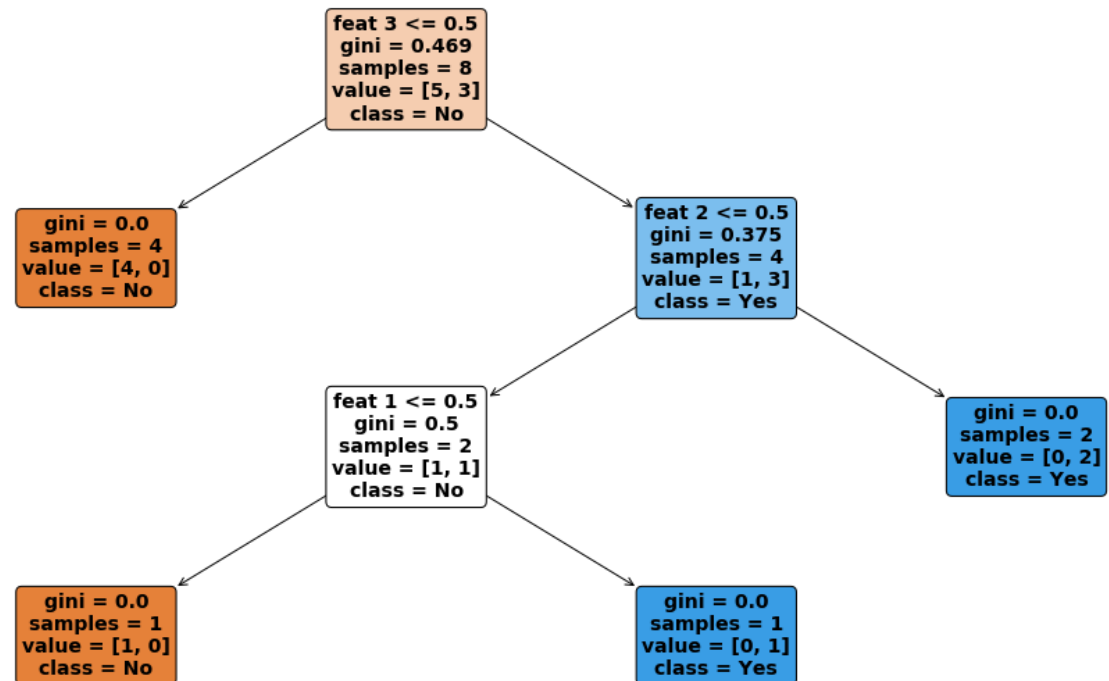 feat 3 <= 0.5
gini = 0.469
samples = 8
value = [5, 3]
class = No
gini = 0.0
samples = 4
value = [4, 0]
class = No
feat 2 <= 0.5
gini = 0.375
samples = 4
value = [1, 3]
class = Yes
feat 1 <= 0.5
gini = 0.5
samples = 2
value = [1, 1]
class = No
gini = 0.0
samples = 2
value = [0, 2]
class = Yes
gini = 0.0
samples = 1
value = [1, 0]
class = No
gini = 0.0
samples = 1
value = [0, 1]
class = Yes